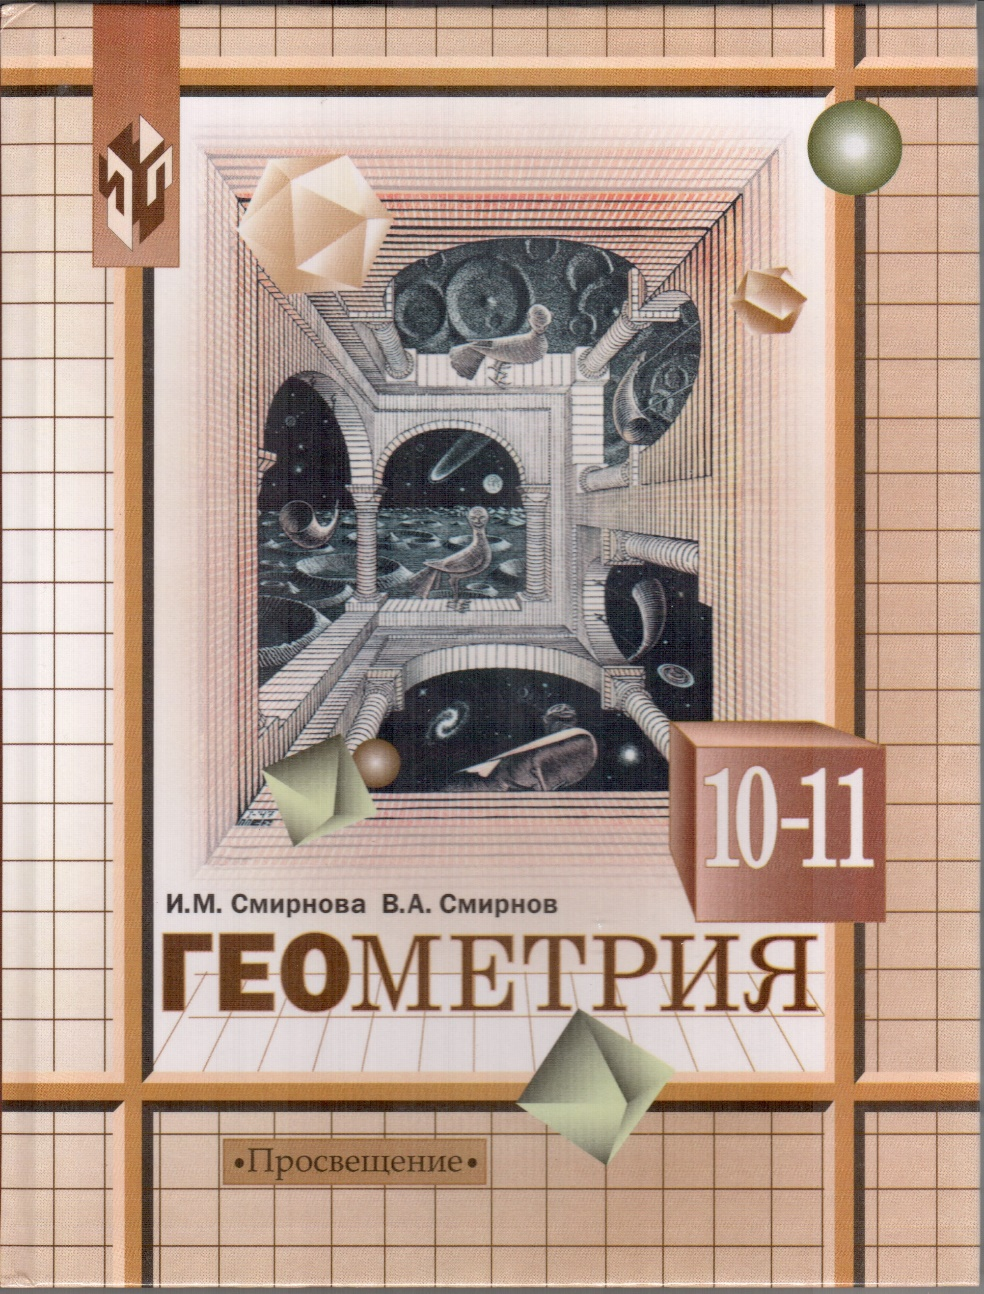 10-11
И.М. Смирнова В.А. Смирнов
ГЕОМЕТРИЯ
•Просвещение•